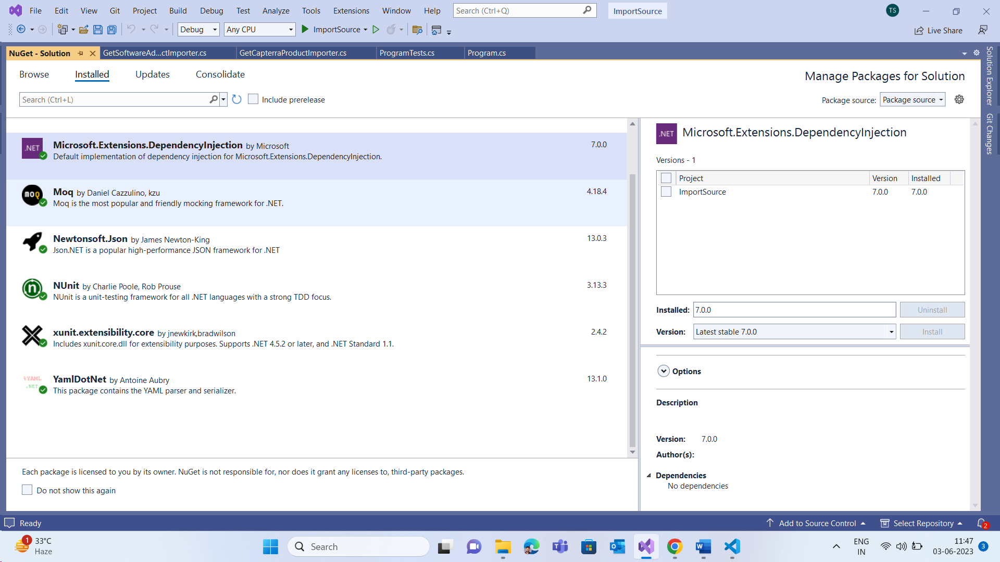 File Edit View Git Project Build Debug Test Analyze Tools Extensions Window Help Search (Ctrl+Q) ImportSource TS
Debug Any CPU ImportSource Live Share
NuGet - Solution GetSoftwareAd...ctImporter.cs GetCapterraProductImporter.cs ProgramTests.cs Program.cs
Browse Installed Updates Consolidate
Manage Packages for Solution
Search (Ctrl+L) Include prerelease
Package source: Package source
Solution Explorer
Git Changes
.NET
Microsoft.Extensions.DependencyInjection by Microsoft 7.0.0
Default implementation of dependency injection for Microsoft.Extensions.DependencyInjection.
MOQ
Moq by Daniel Cazzulino, kzu 4.18.4
Moq is the most popular and friendly mocking framework for .NET.
Newtonsoft.Json by James Newton-King 13.0.3
Json.NET is a popular high-performance JSON framework for .NET
n
NUnit by Charlie Poole, Rob Prouse 3.13.3
NUnit is a unit-testing framework for all .NET languages with a strong TDD focus.
xunit.extensibility.core by jnewkirk,bradwilson 2.4.2
Includes xunit.core.dll for extensibility purposes. Supports .NET 4.5.2 or later, and .NET Standard 1.1.
%YAML
.NET
YamlDotNet by Antoine Aubry 13.1.0
This package contains the YAML parser and serializer.
Each package is licensed to you by its owner. NuGet is not responsible for, nor does it grant any licenses to, third-party packages.
Do not show this again
.NET Microsoft.Extensions.DependencyInjection
Versions - 1
Project Version Installed
ImportSource 7.0.0 7.0.0
Installed: 7.0.0 Uninstall
Version: Latest stable 7.0.0 Install
Options
Description
Version: 7.0.0
Author(s):
Dependencies
No dependencies
Ready Add to Source Control Select Repository 2
1 33°C
Haze
Search
ENG
IN
11:47
03-06-2023
3